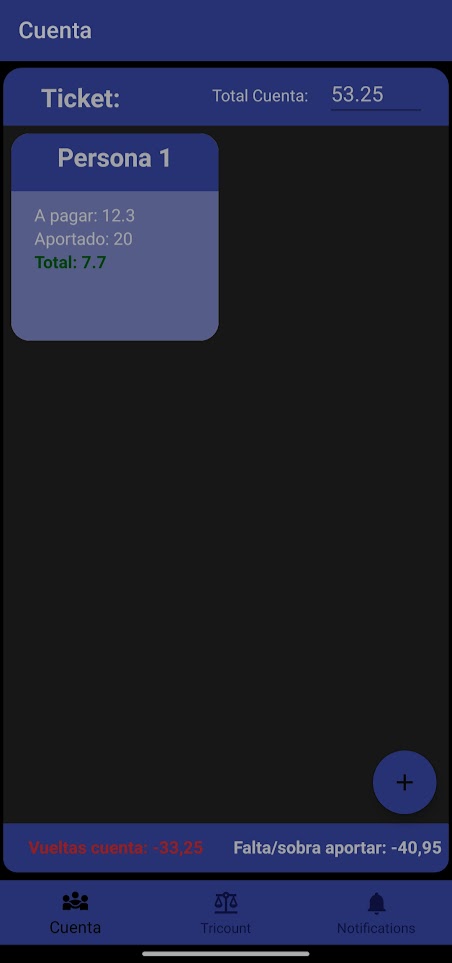 Cuenta
Ticket:
Total Cuenta: 53.25
Persona 1
A pagar: 12.3
Aportado: 20
Total: 7.7
+
Vueltas cuenta: -33,25 Falta/sobra aportar: -40,95
Cuenta Tricount Notifications